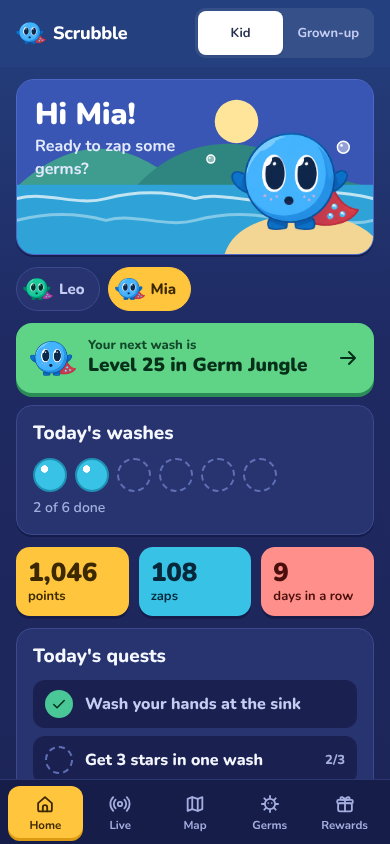 Scrubble
Kid
Grown-up
Hi Mia!
Ready to zap some
germs?
Leo
Mia
Your next wash is
Level 25 in Germ Jungle
Today's washes
2 of 6 done
1,046
points
108
zaps
9
days in a row
Today's quests
Wash your hands at the sink
Get 3 stars in one wash
2/3
Home
Live
Map
Germs
Rewards